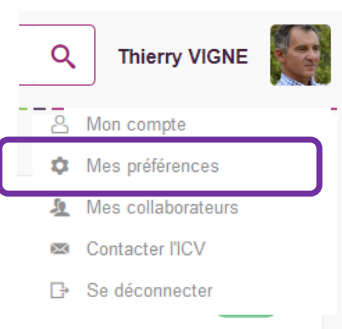 Thierry VIGNE
Mon compte
Mes préférences
Mes collaborateurs
Contacter l'ICV
Se déconnecter